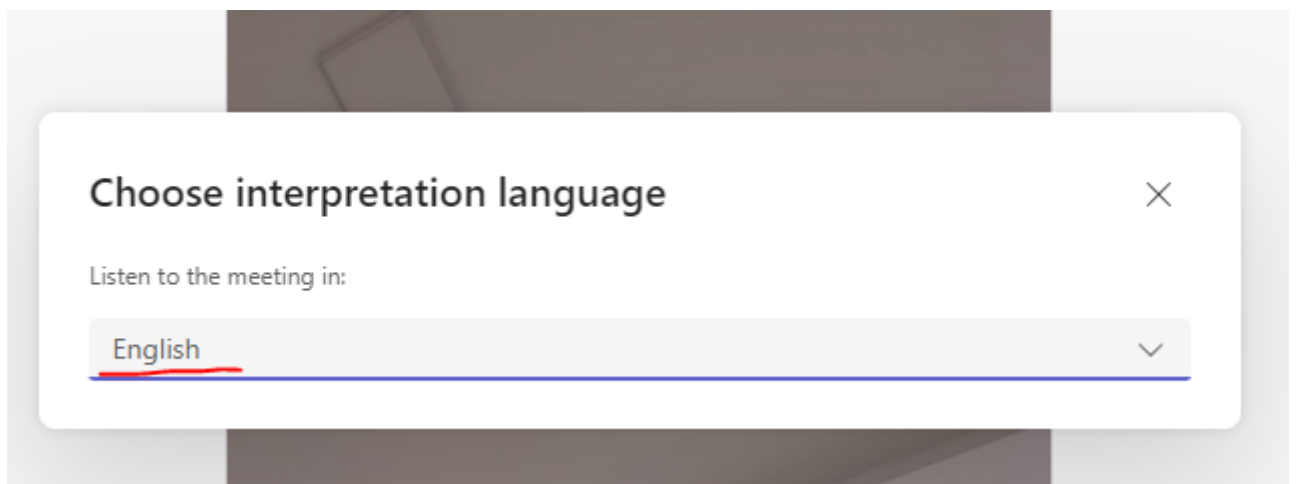 Choose interpretation language
Listen to the meeting in:
English